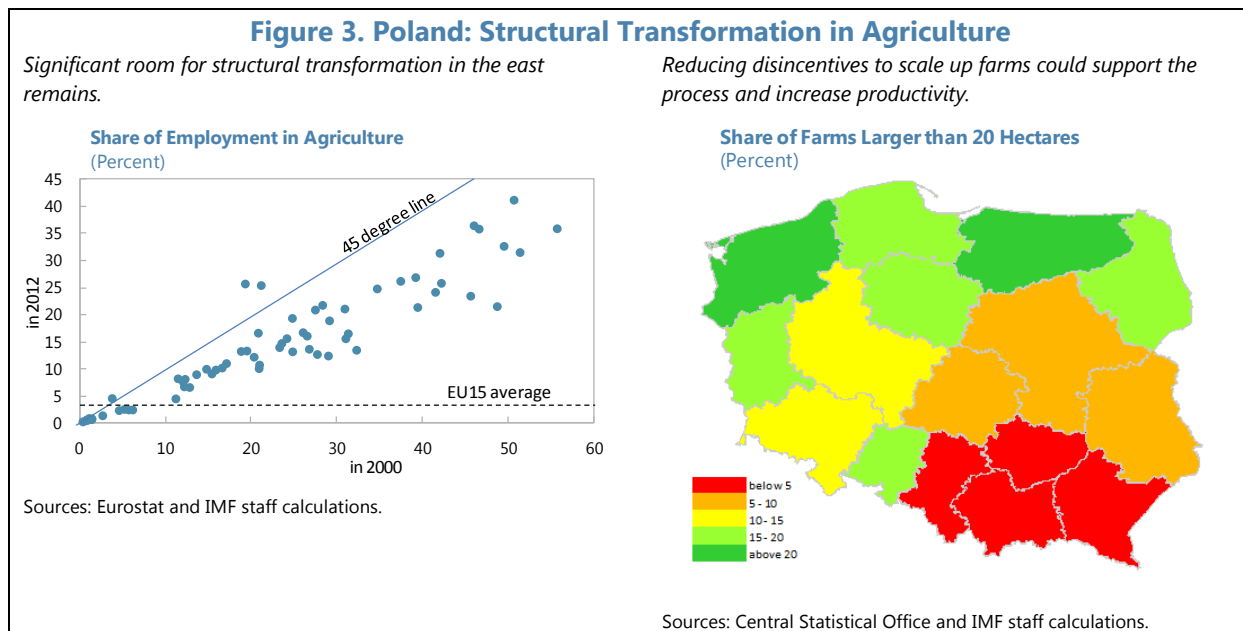 Figure 3. Poland: Structural Transformation in Agriculture
Significant room for structural transformation in the east
remains.
Share of Employment in Agriculture
(Percent)
45
40
35
30
25
20
15
10
5
0
in 2012
45 degree line
EU15 average
0 10 20 30 40 50 60
in 2000
Sources: Eurostat and IMF staff calculations.
Reducing disincentives to scale up farms could support the
process and increase productivity.
Share of Farms Larger than 20 Hectares
(Percent)
below 5
5 - 10
10 - 15
15 - 20
above 20
Sources: Central Statistical Office and IMF staff calculations.